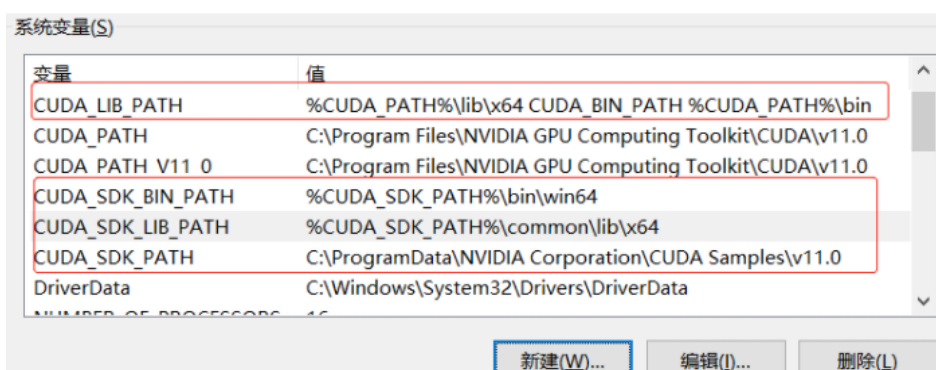 系统变量(S)
变量 值
CUDA_LIB_PATH %CUDA_PATH%\lib\x64 CUDA_BIN_PATH %CUDA_PATH%\bin
CUDA_PATH C:\Program Files\NVIDIA GPU Computing Toolkit\CUDA\v11.0
CUDA_PATH_V11_0 C:\Program Files\NVIDIA GPU Computing Toolkit\CUDA\v11.0
CUDA_SDK_BIN_PATH %CUDA_SDK_PATH%\bin\win64
CUDA_SDK_LIB_PATH %CUDA_SDK_PATH%\common\lib\x64
CUDA_SDK_PATH C:\ProgramData\NVIDIA Corporation\CUDA Samples\v11.0
DriverData C:\Windows\System32\Drivers\DriverData
新建(W)... 编辑(I)... 删除(L)